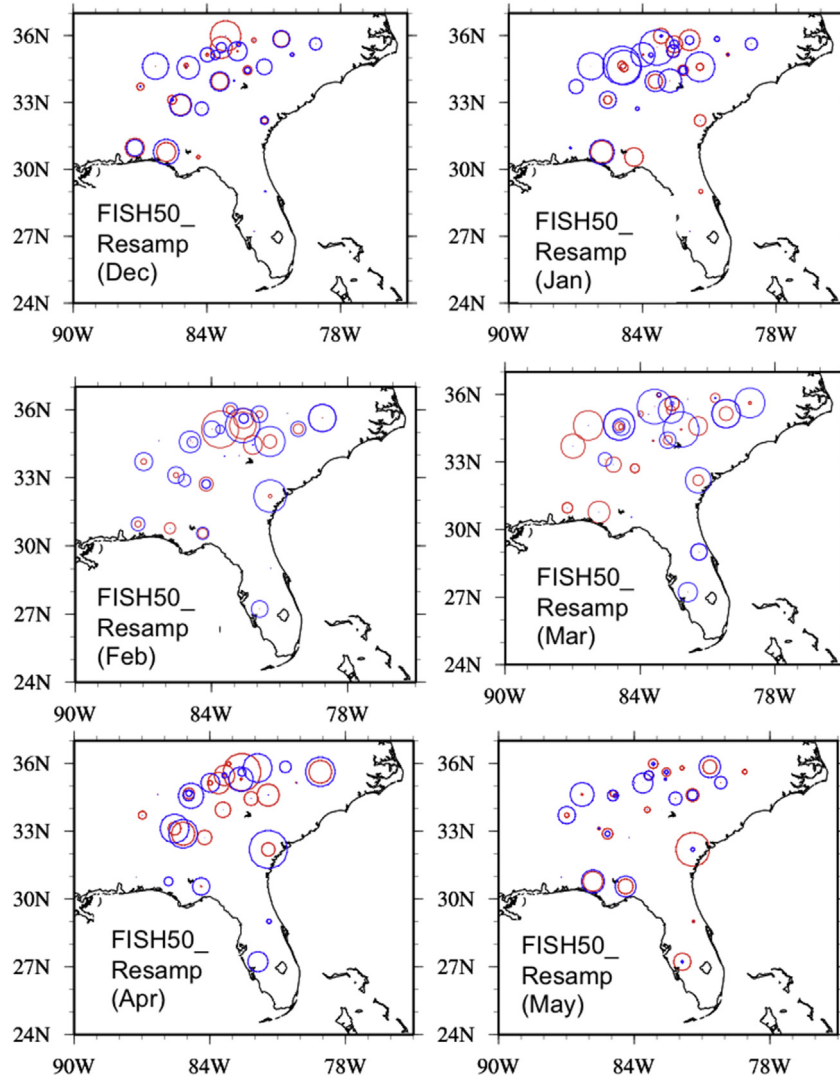 36N
33N
30N
27N
24N
FISH50_
Resamp
(Dec)
90W 84W 78W
36N
33N
30N
27N
24N
FISH50_
Resamp
(Jan)
90W 84W 78W
36N
33N
30N
27N
24N
FISH50_
Resamp
(Feb)
90W 84W 78W
36N
33N
30N
27N
24N
FISH50_
Resamp
(Mar)
90W 84W 78W
36N
33N
30N
27N
24N
FISH50_
Resamp
(Apr)
90W 84W 78W
36N
33N
30N
27N
24N
FISH50_
Resamp
(May)
90W 84W 78W